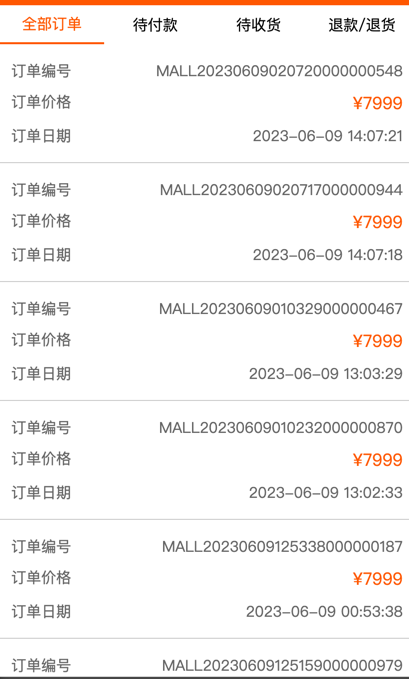 全部订单 待付款 待收货 退款/退货
订单编号 MALL20230609020720000000548
订单价格 ¥7999
订单日期 2023-06-09 14:07:21
订单编号 MALL20230609020717000000944
订单价格 ¥7999
订单日期 2023-06-09 14:07:18
订单编号 MALL20230609010329000000467
订单价格 ¥7999
订单日期 2023-06-09 13:03:29
订单编号 MALL20230609010232000000870
订单价格 ¥7999
订单日期 2023-06-09 13:02:33
订单编号 MALL20230609125338000000187
订单价格 ¥7999
订单日期 2023-06-09 00:53:38
订单编号 MALL20230609125159000000979